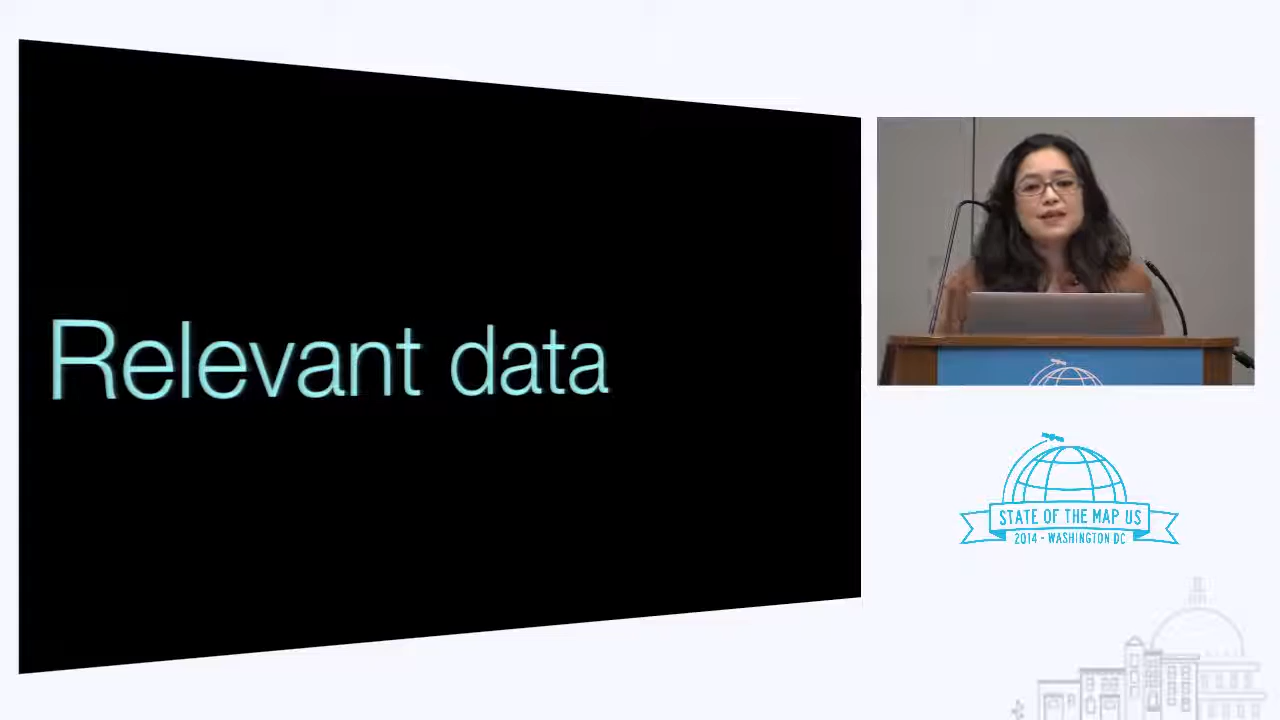 Relevant data
STATE OF THE MAP US
2014 - WASHINGTON DC